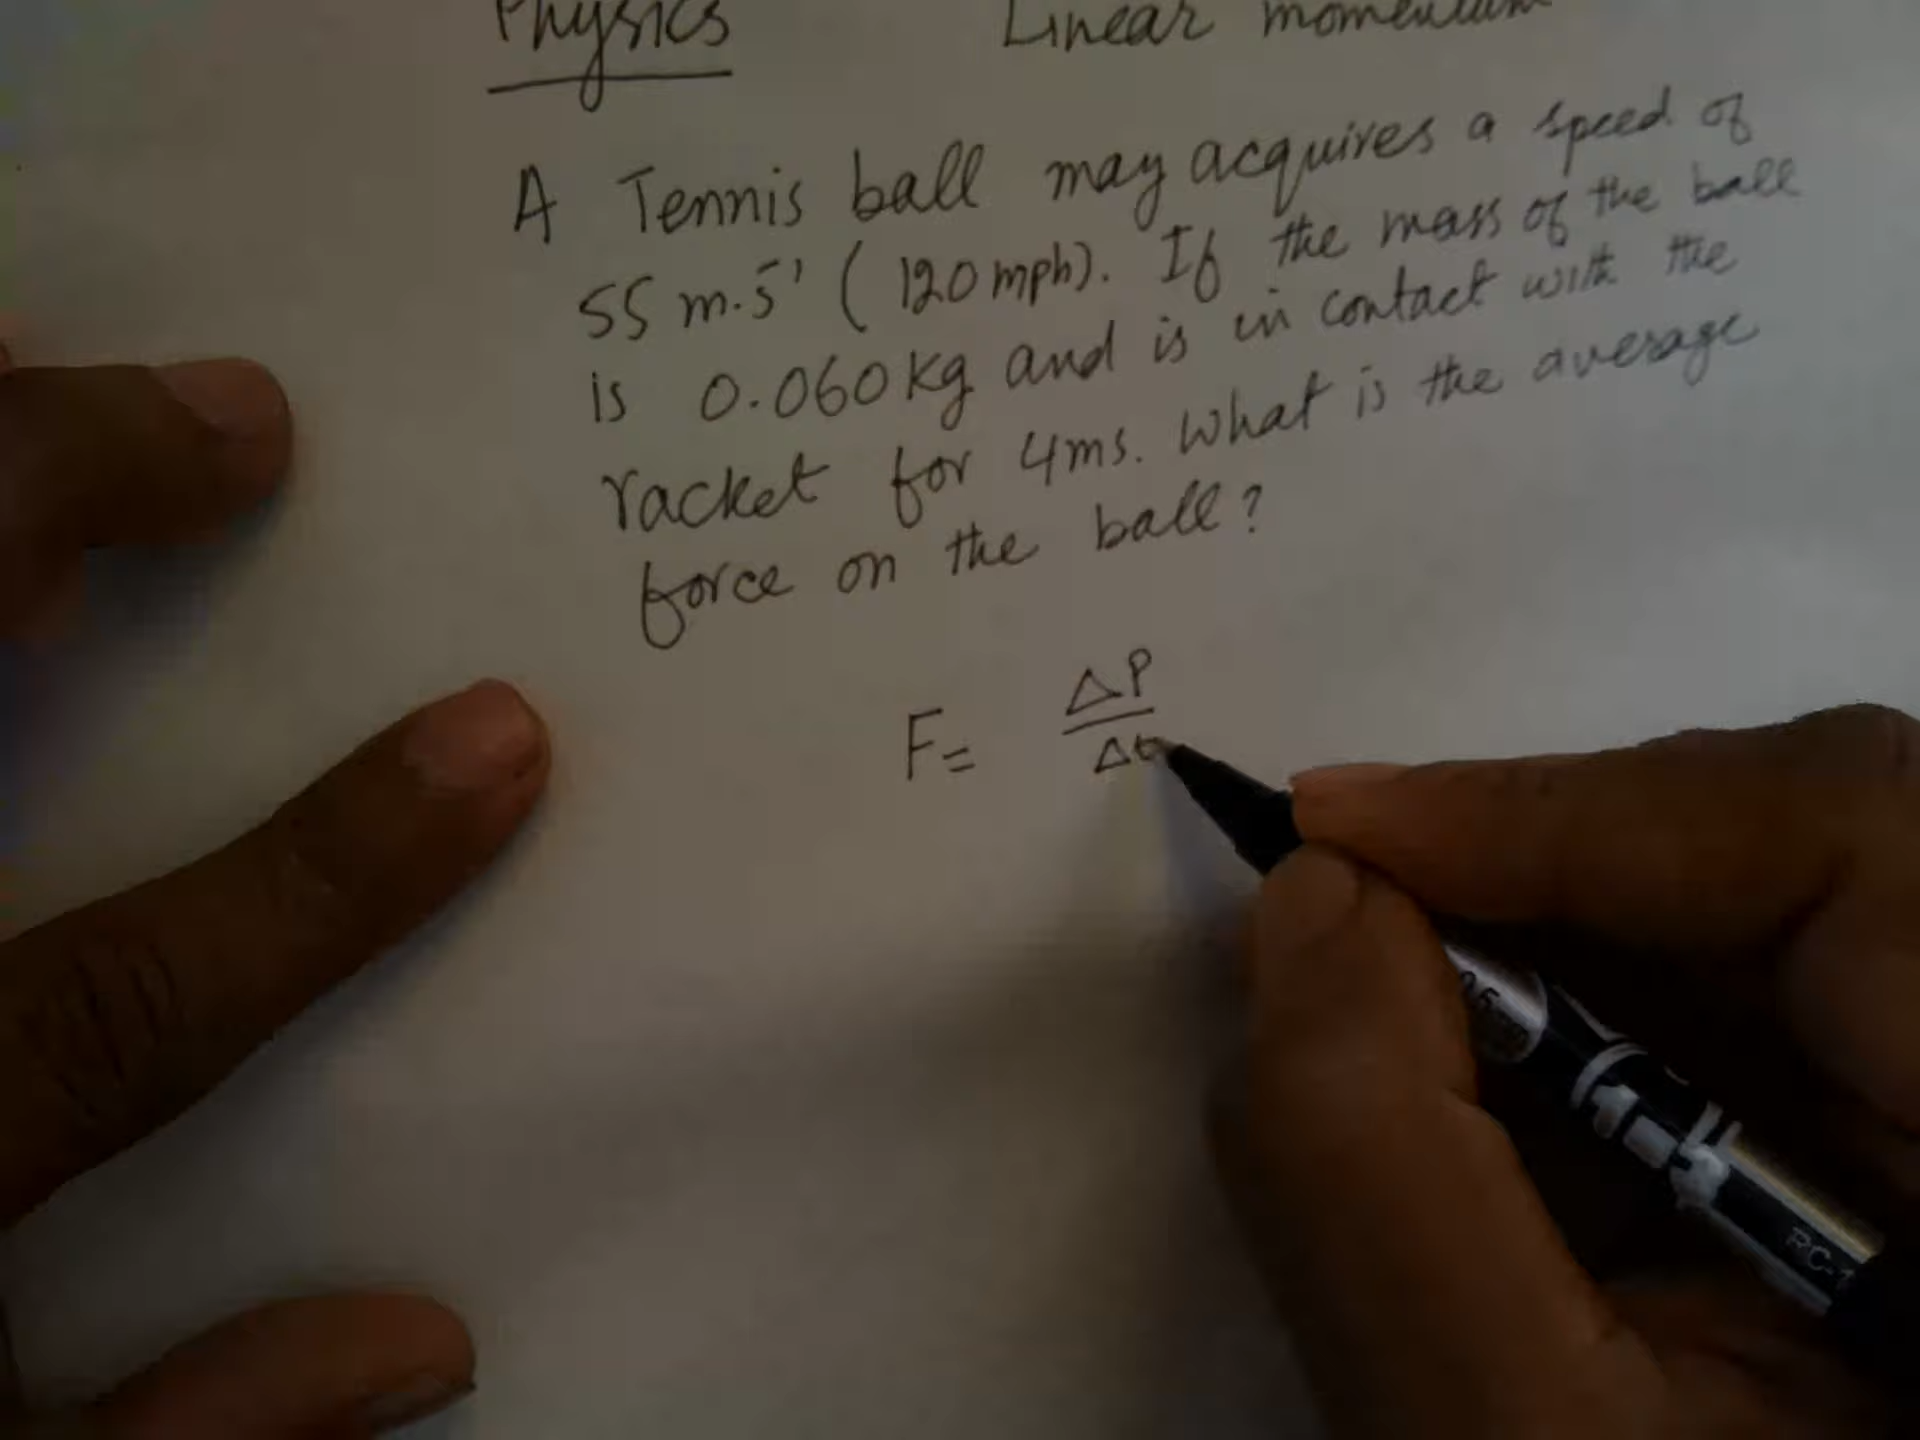 Physics Linear momentum
A Tennis ball may acquires a speed of
55 m.s⁻¹ (120 mph). If the mass of the ball
is 0.060 kg and is in contact with the
racket for 4ms. What is the average
force on the ball?
F = ΔP
Δt